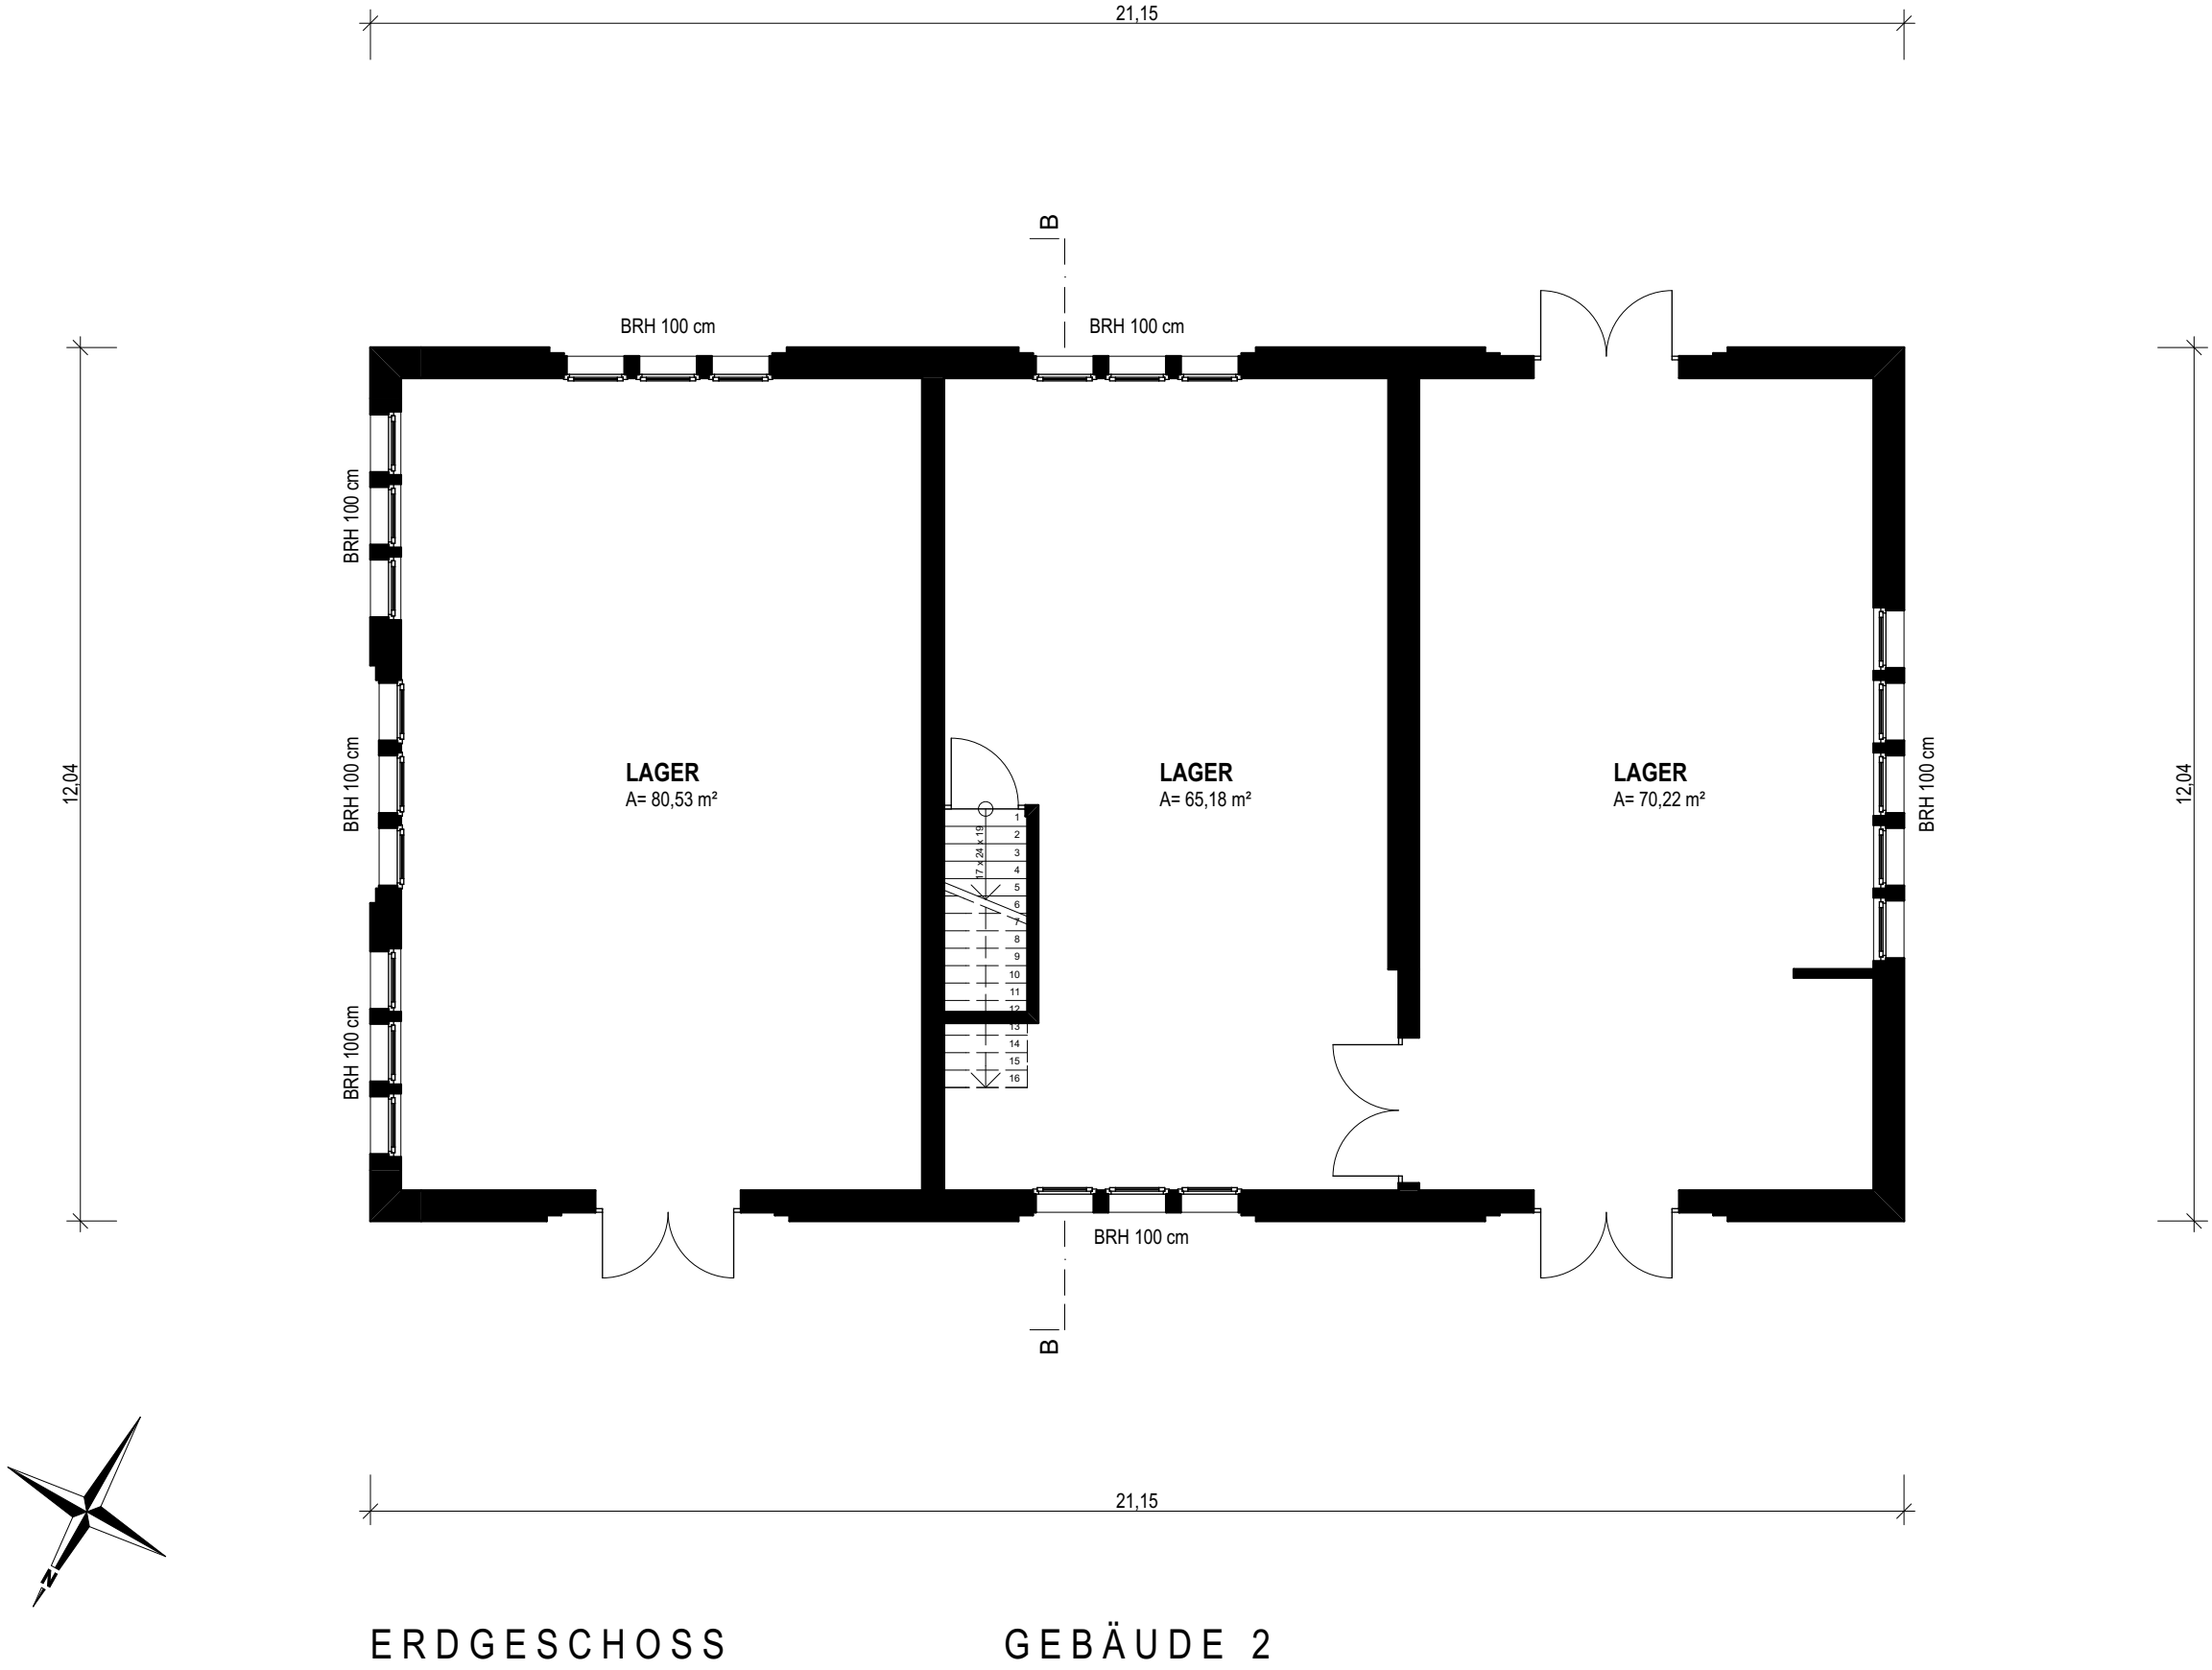 21,15
B
BRH 100 cm
BRH 100 cm
BRH 100 cm
12,04
BRH 100 cm
LAGER
A= 80,53 m²
LAGER
A= 65,18 m²
LAGER
A= 70,22 m²
BRH 100 cm
12,04
17 x 24 x 19
1
2
3
4
5
6
7
8
9
10
11
12
13
14
15
16
BRH 100 cm
BRH 100 cm
B
N
21,15
ERDGESCHOSS
GEBÄUDE 2